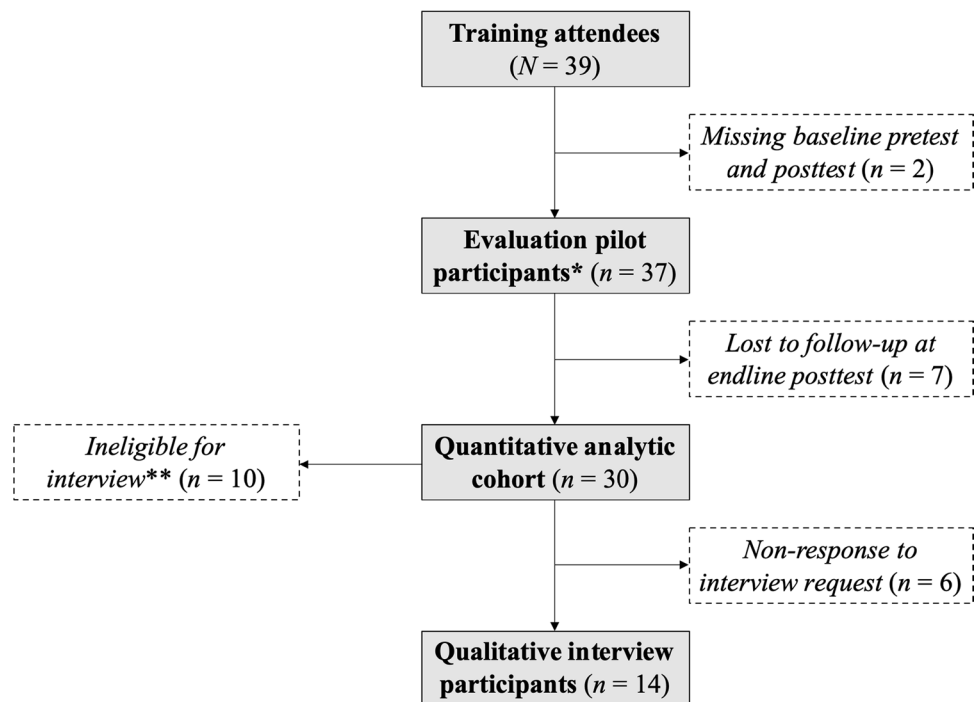 Training attendees
(N = 39)
Missing baseline pretest
and posttest (n = 2)
Evaluation pilot
participants* (n = 37)
Lost to follow-up at
endline posttest (n = 7)
Ineligible for
interview** (n = 10)
Quantitative analytic
cohort (n = 30)
Non-response to
interview request (n = 6)
Qualitative interview
participants (n = 14)